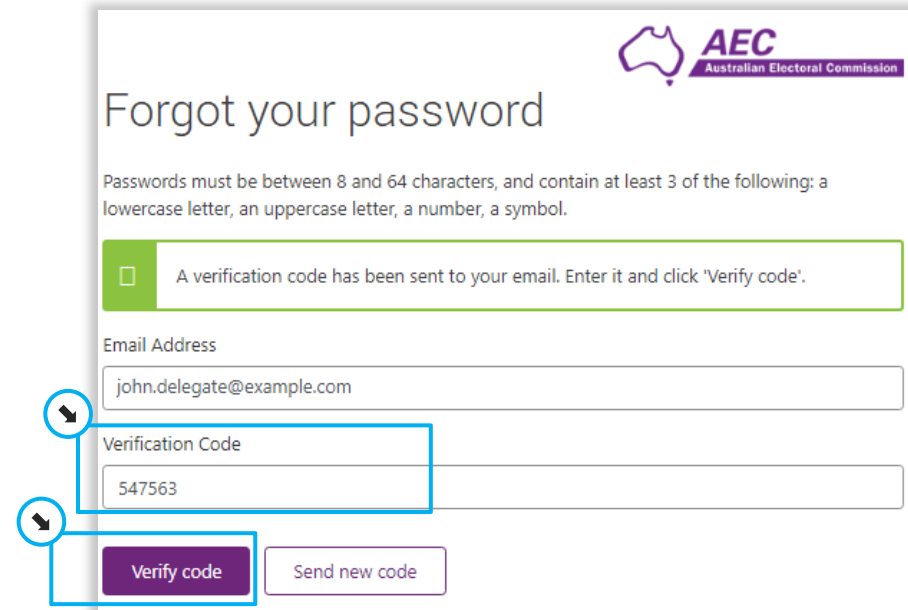 AEC
Australian Electoral Commission
Forgot your password
Passwords must be between 8 and 64 characters, and contain at least 3 of the following: a
lowercase letter, an uppercase letter, a number, a symbol.
A verification code has been sent to your email. Enter it and click 'Verify code'.
Email Address
john.delegate@example.com
Verification Code
547563
Verify code
Send new code